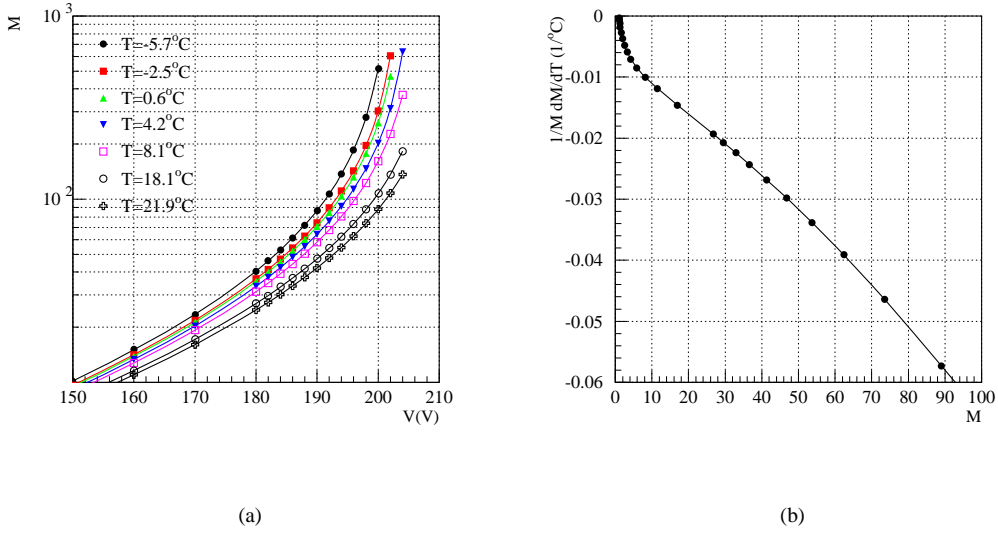 M
10³
10²
T=-5.7°C
T=-2.5°C
T=0.6°C
T=4.2°C
T=8.1°C
T=18.1°C
T=21.9°C
150 160 170 180 190 200 210
V(V)
(a)
1/M dM/dT (1/°C)
0
-0.01
-0.02
-0.03
-0.04
-0.05
-0.06
0 10 20 30 40 50 60 70 80 90 100
M
(b)